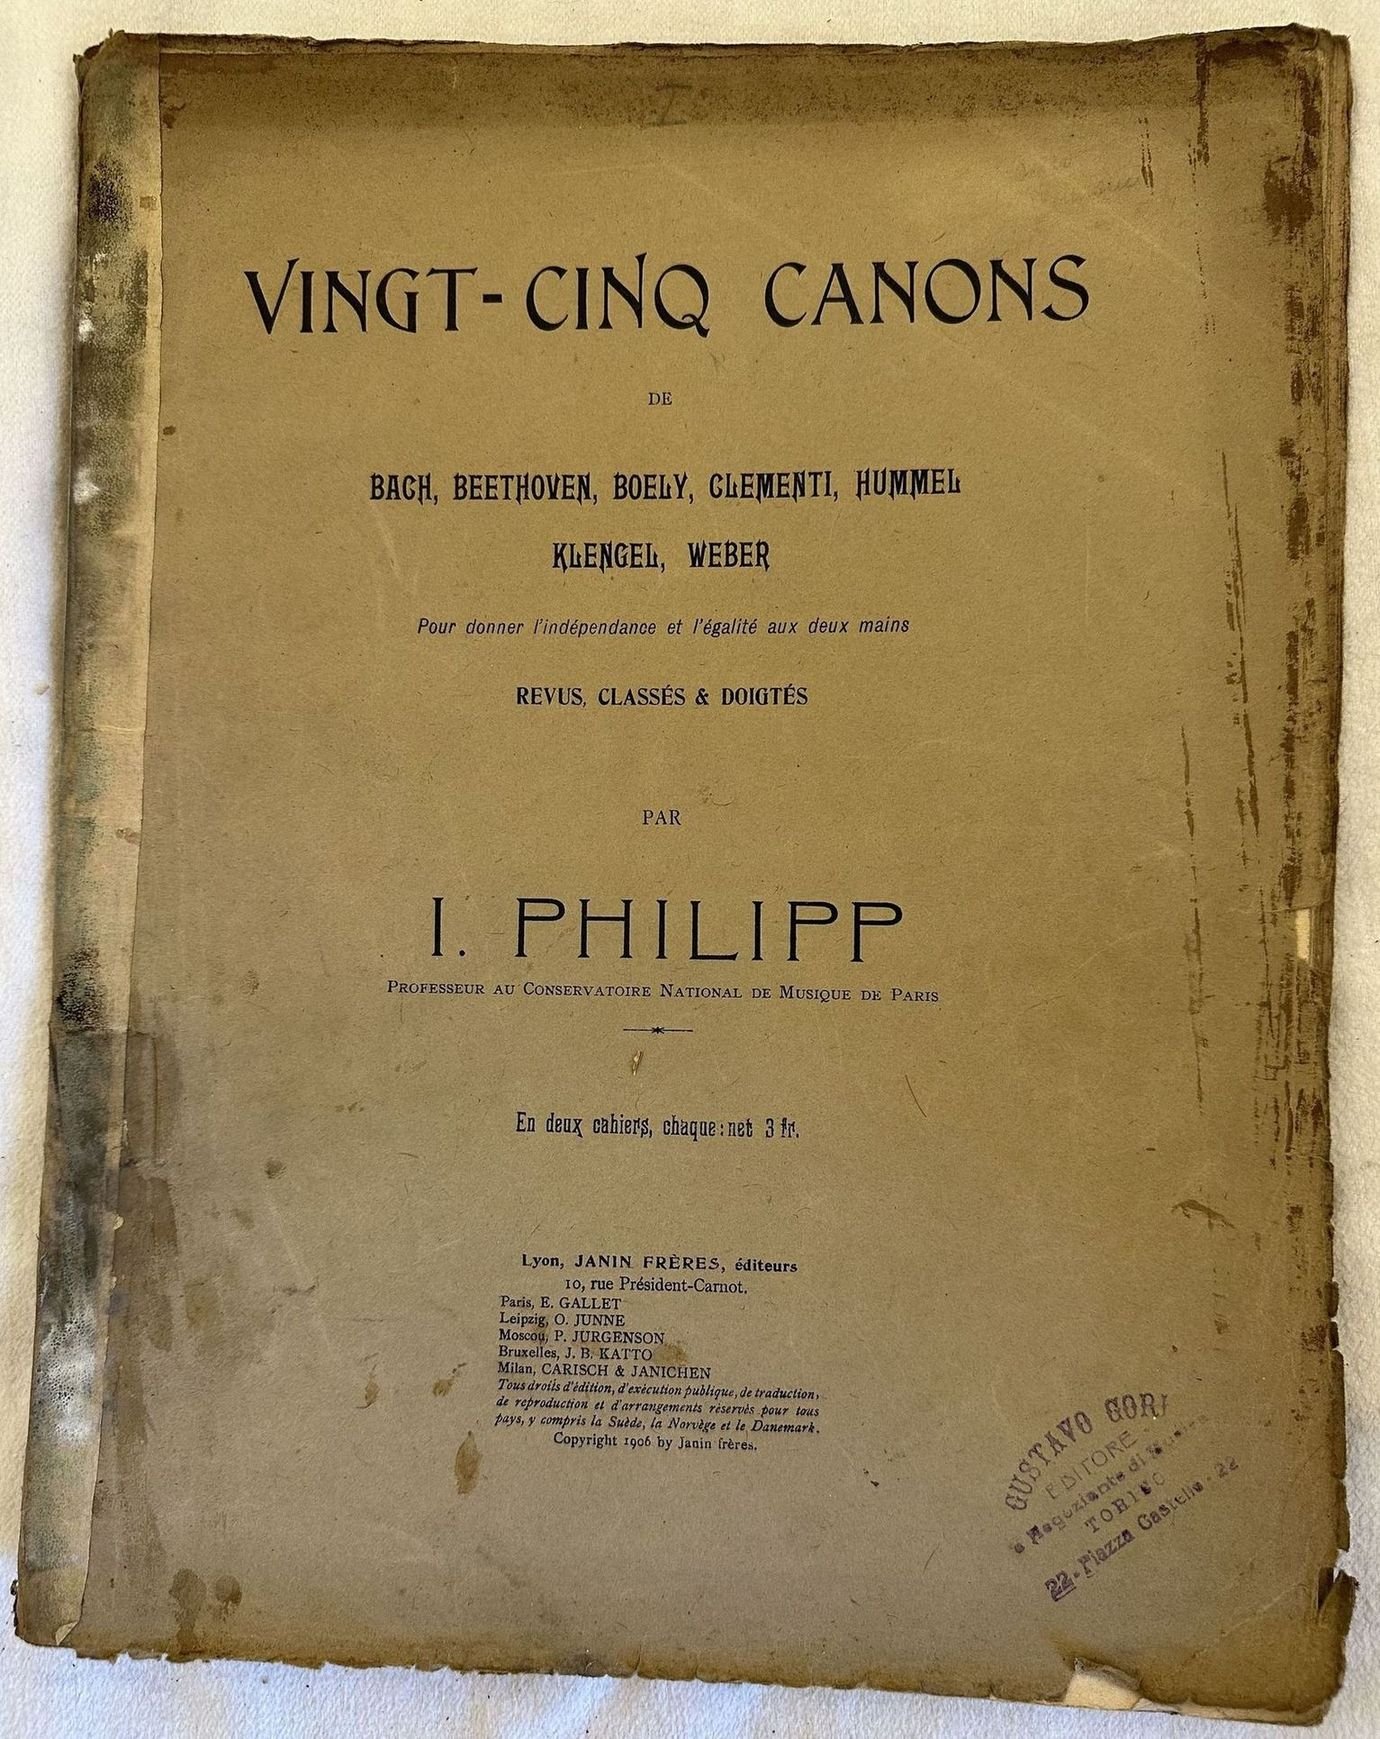 I
VINGT-CINQ CANONS
DE
BACH, BEETHOVEN, BOELY, CLEMENTI, HUMMEL
KLENGEL, WEBER
Pour donner l'indépendance et l'égalité aux deux mains
REVUS, CLASSÉS & DOIGTÉS
PAR
I. PHILIPP
PROFESSEUR AU CONSERVATOIRE NATIONAL DE MUSIQUE DE PARIS
En deux cahiers, chaque : net 3 fr.
Lyon, JANIN FRÈRES, éditeurs
10, rue Président-Carnot.
Paris, E. GALLET
Leipzig, O. JUNNE
Moscou, P. JURGENSON
Bruxelles, J. B. KATTO
Milan, CARISCH & JANICHEN
Tous droits d'édition, d'exécution publique, de traduction,
de reproduction et d'arrangements réservés pour tous
pays, y compris la Suède, la Norvège et le Danemark.
Copyright 1906 by Janin frères.
GUSTAVO GORI
EDITORE
e Negoziante di
TORINO
22 - Piazza Castello - 22